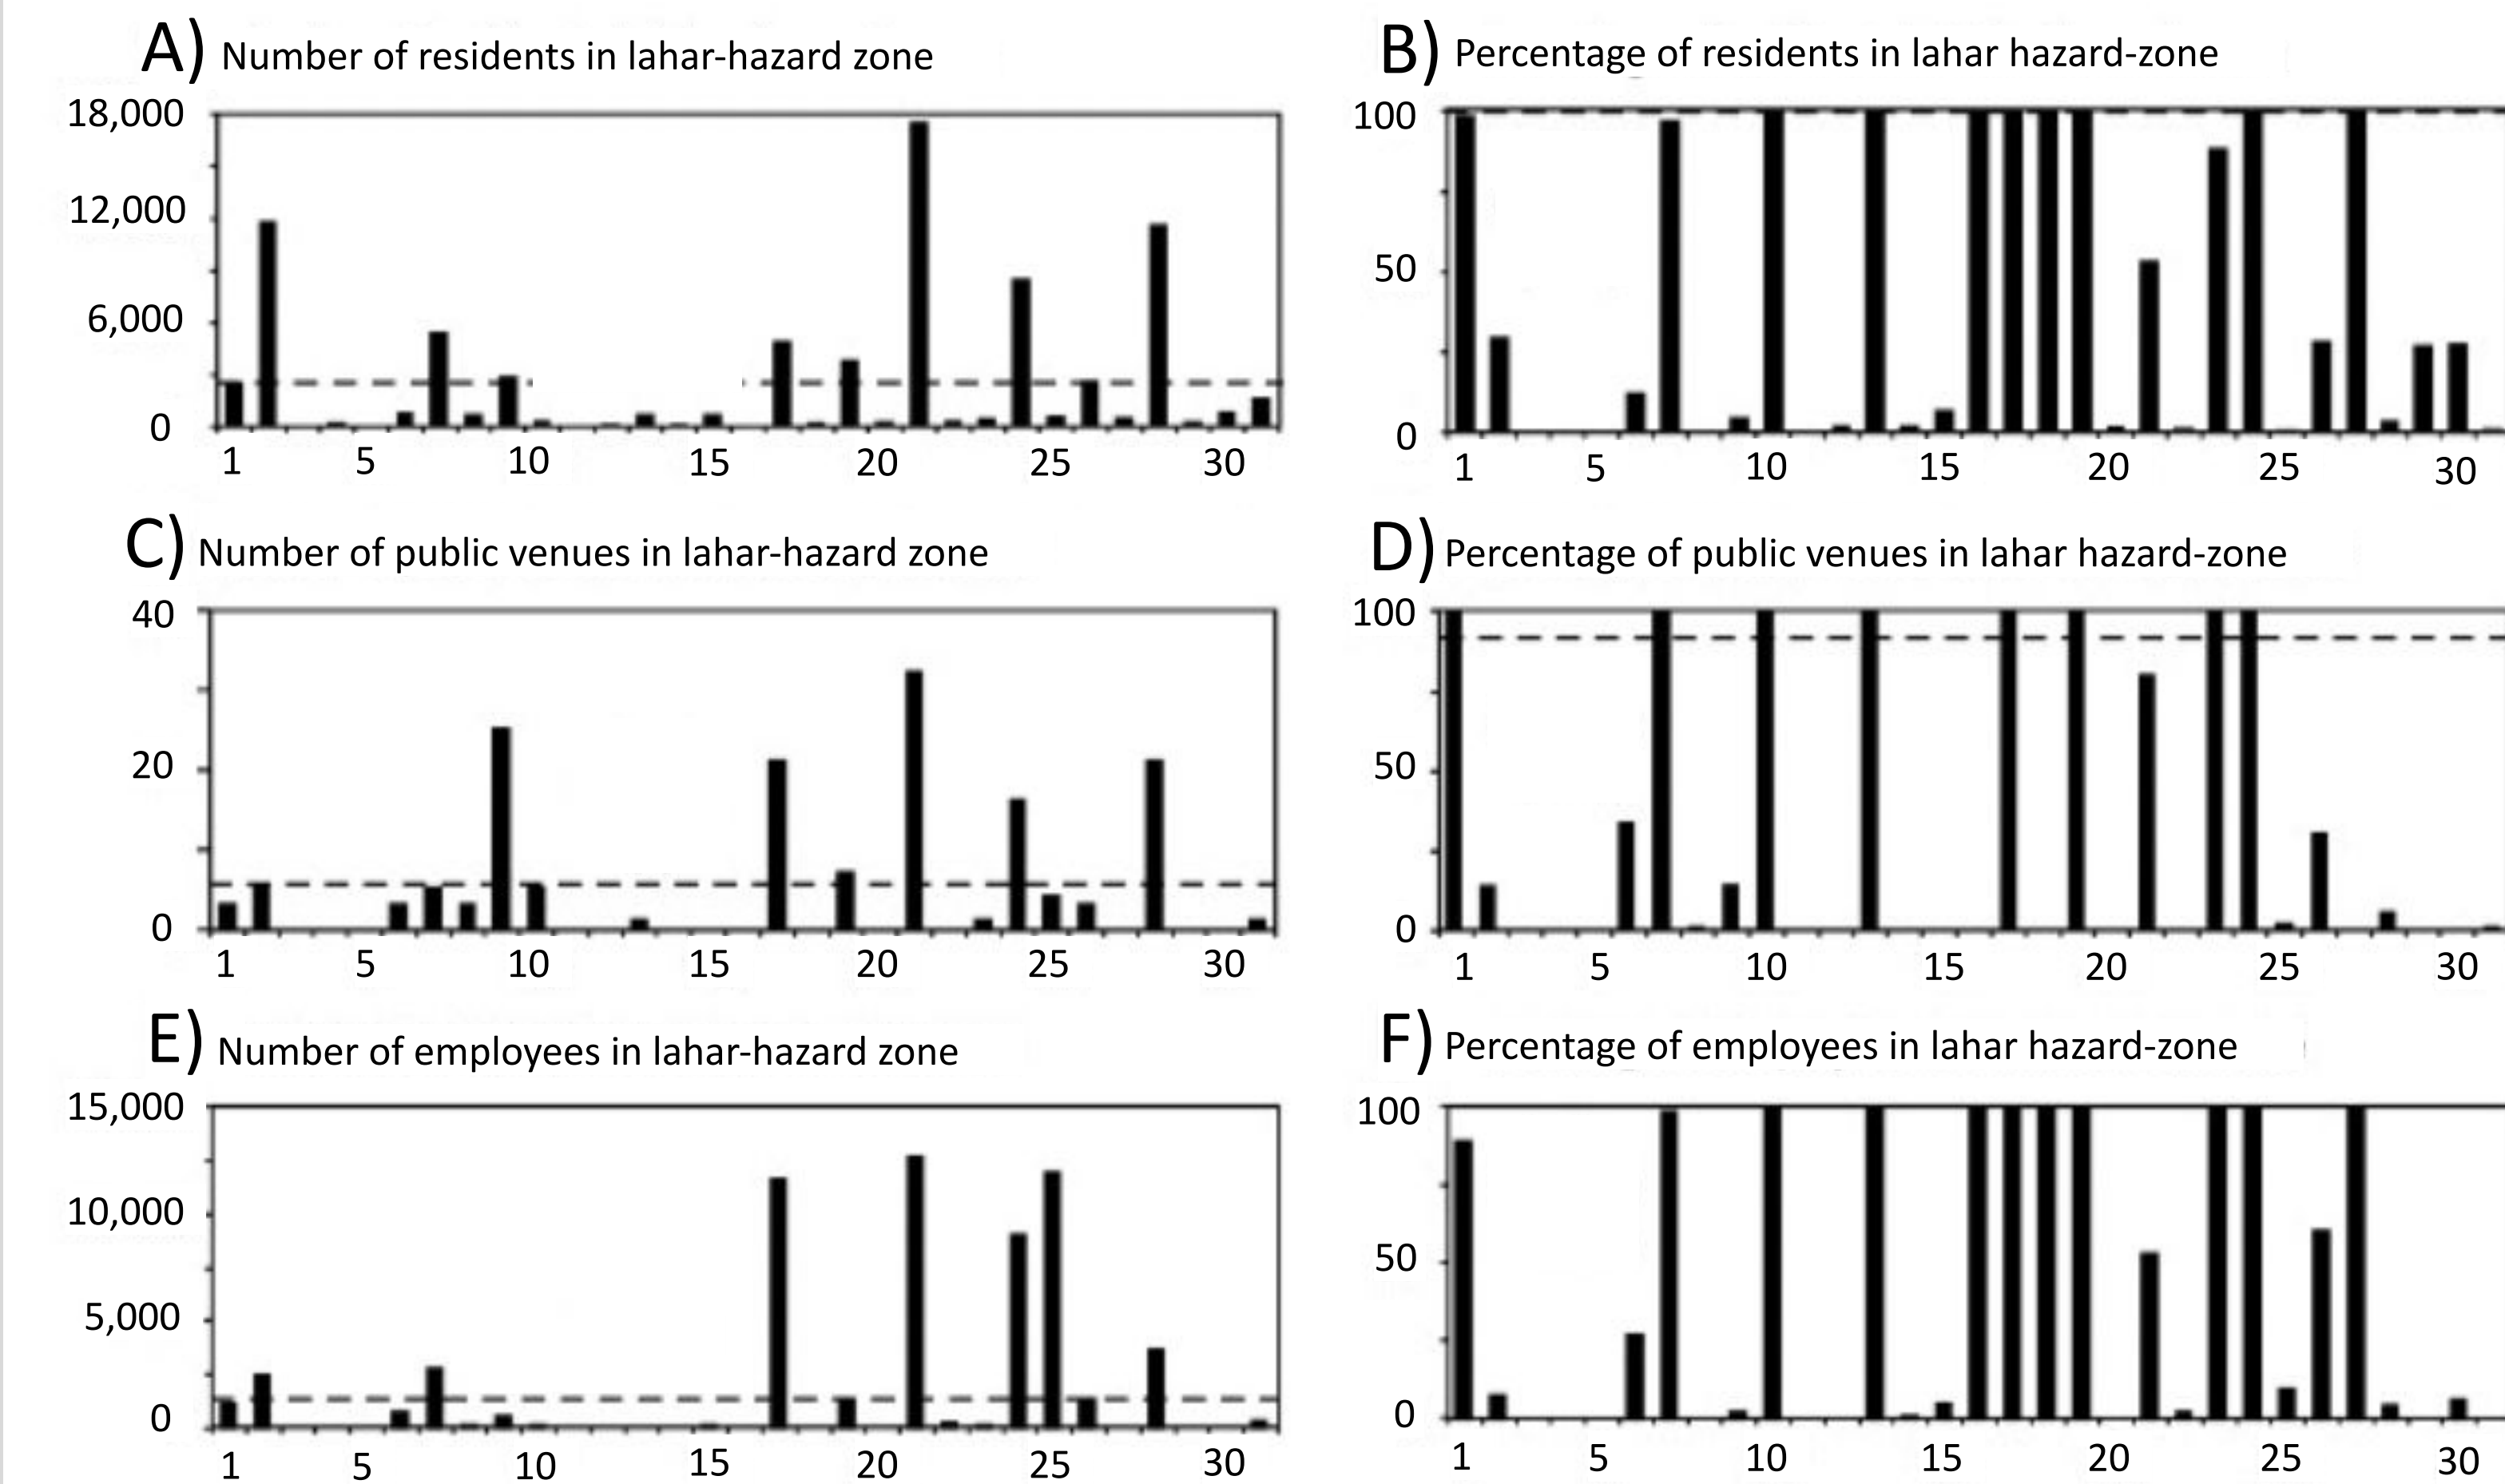 A) Number of residents in lahar-hazard zone
18,000
12,000
6,000
0
1 5 10 15 20 25 30
B) Percentage of residents in lahar hazard-zone
100
50
0
1 5 10 15 20 25 30
C) Number of public venues in lahar-hazard zone
40
20
0
1 5 10 15 20 25 30
D) Percentage of public venues in lahar hazard-zone
100
50
0
1 5 10 15 20 25 30
E) Number of employees in lahar-hazard zone
15,000
10,000
5,000
0
1 5 10 15 20 25 30
F) Percentage of employees in lahar hazard-zone
100
50
0
1 5 10 15 20 25 30